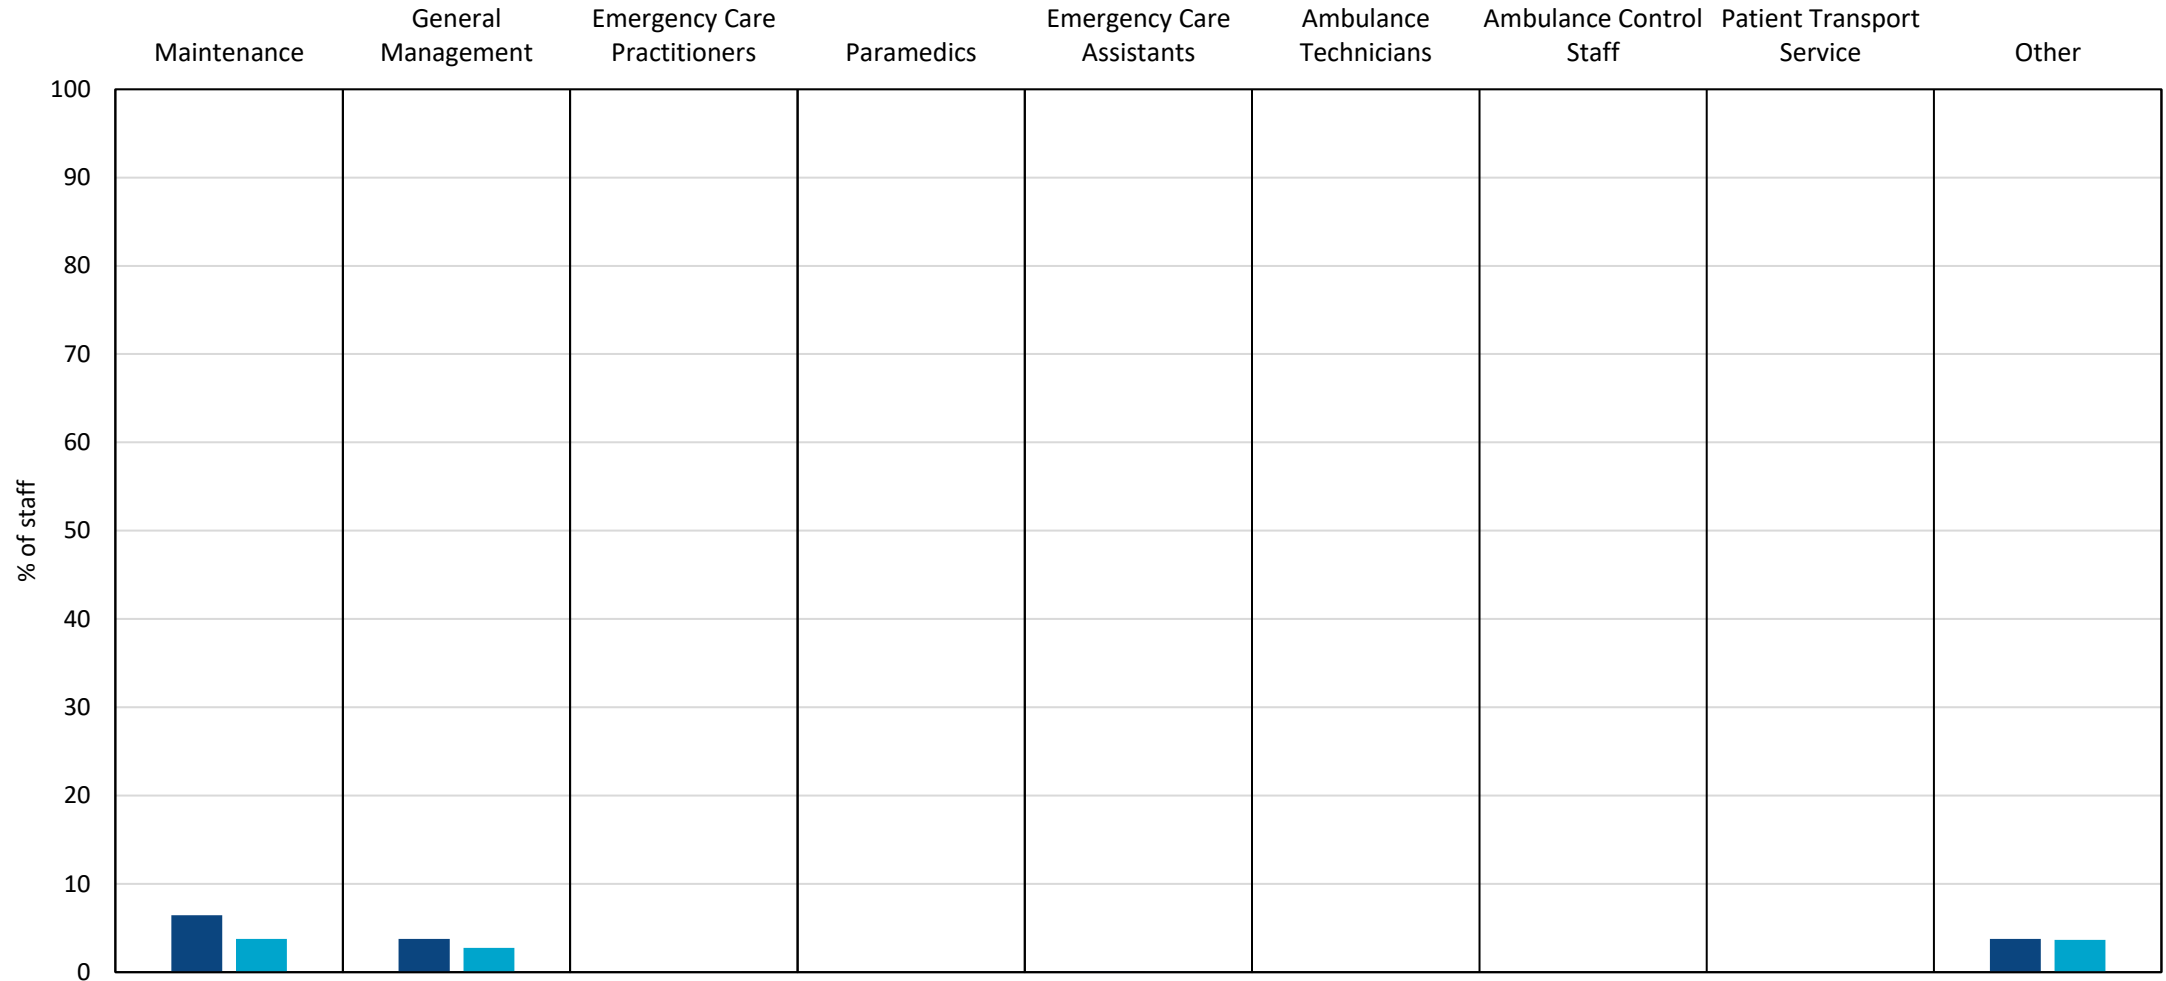 Maintenance
General
Management
Emergency Care
Practitioners
Paramedics
Emergency Care
Assistants
Ambulance
Technicians
Ambulance Control
Staff
Patient Transport
Service
Other
100
90
80
70
60
50
40
30
20
10
0
% of staff